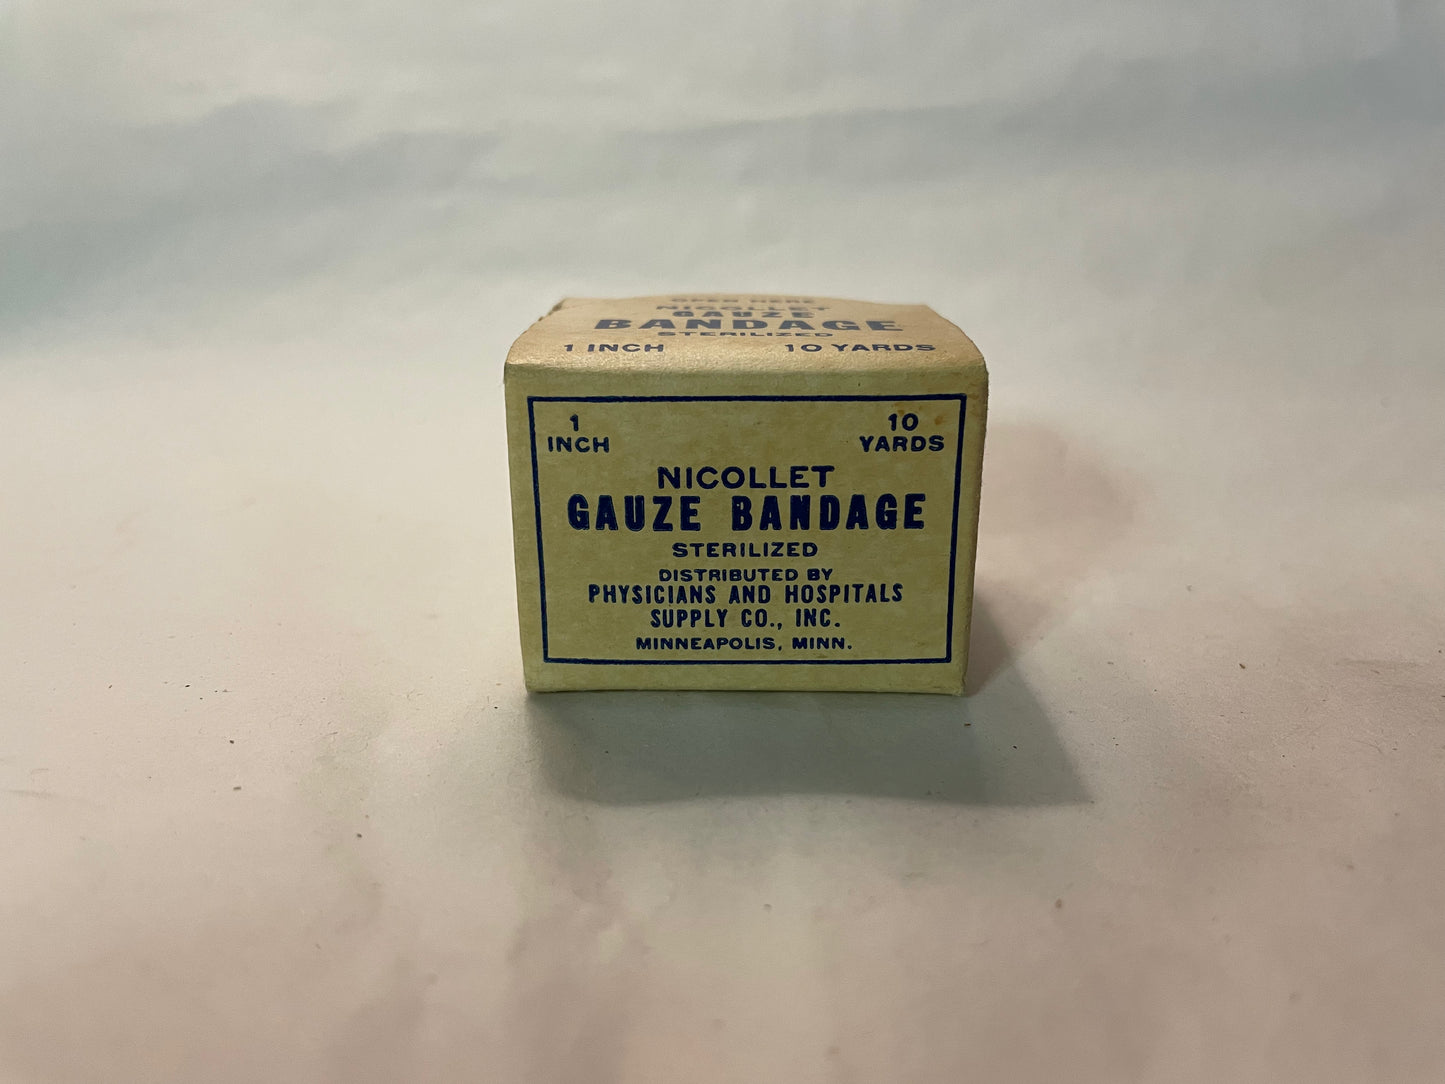 OPEN HERE
NICOLLET
GAUZE
BANDAGE
STERILIZED
1 INCH 10 YARDS
1 INCH
10 YARDS
NICOLLET
GAUZE BANDAGE
STERILIZED
DISTRIBUTED BY
PHYSICIANS AND HOSPITALS
SUPPLY CO., INC.
MINNEAPOLIS, MINN.